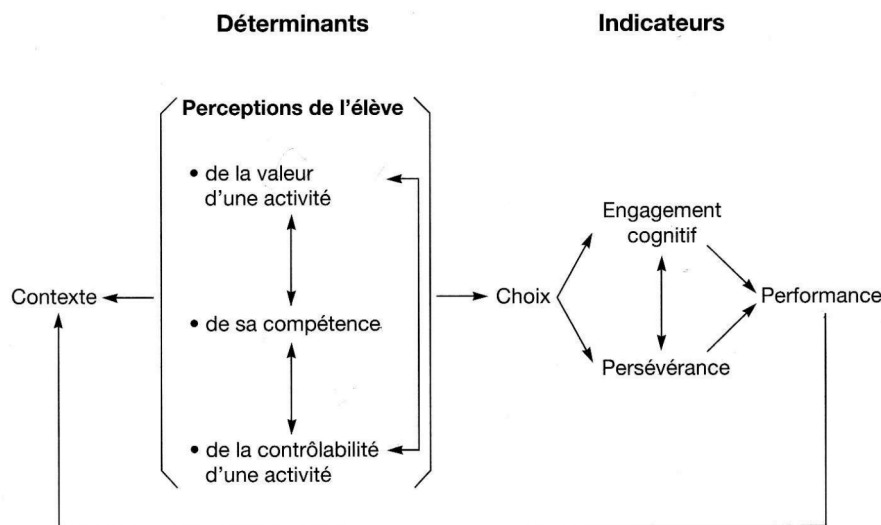 Déterminants
Indicateurs
Perceptions de l'élève
• de la valeur
d'une activité
Engagement
cognitif
Contexte
Choix
Performance
• de sa compétence
Persévérance
• de la contrôlabilité
d'une activité